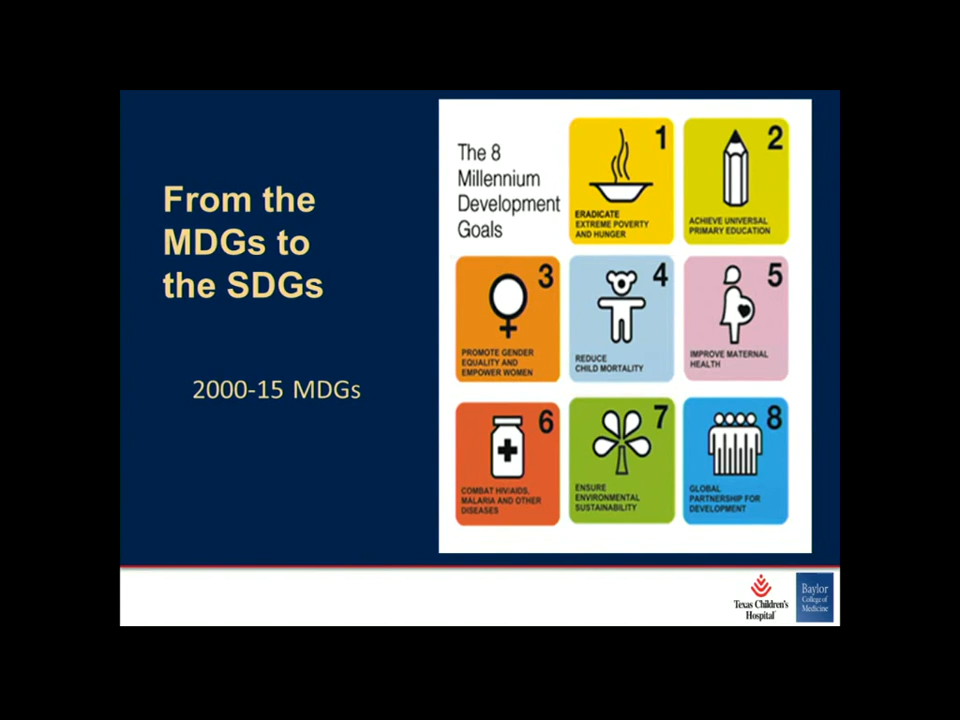 From the
MDGs to
the SDGs
2000-15 MDGs
The 8
Millennium
Development
Goals
1
ERADICATE
EXTREME POVERTY
AND HUNGER
2
ACHIEVE UNIVERSAL
PRIMARY EDUCATION
3
PROMOTE GENDER
EQUALITY AND
EMPOWER WOMEN
4
REDUCE
CHILD MORTALITY
5
IMPROVE MATERNAL
HEALTH
6
COMBAT HIV/AIDS,
MALARIA AND OTHER
DISEASES
7
ENSURE
ENVIRONMENTAL
SUSTAINABILITY
8
GLOBAL
PARTNERSHIP FOR
DEVELOPMENT
Texas Children's
Hospital
Baylor
College of
Medicine